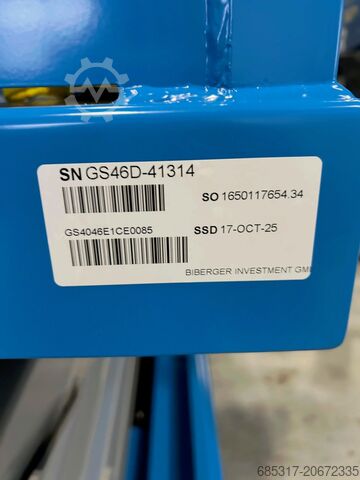 SN GS46D-41314
SO 1650117654.34
GS4046E1CE0085
SSD 17-OCT-25
BIBERGER INVESTMENT GM
685317-20672335